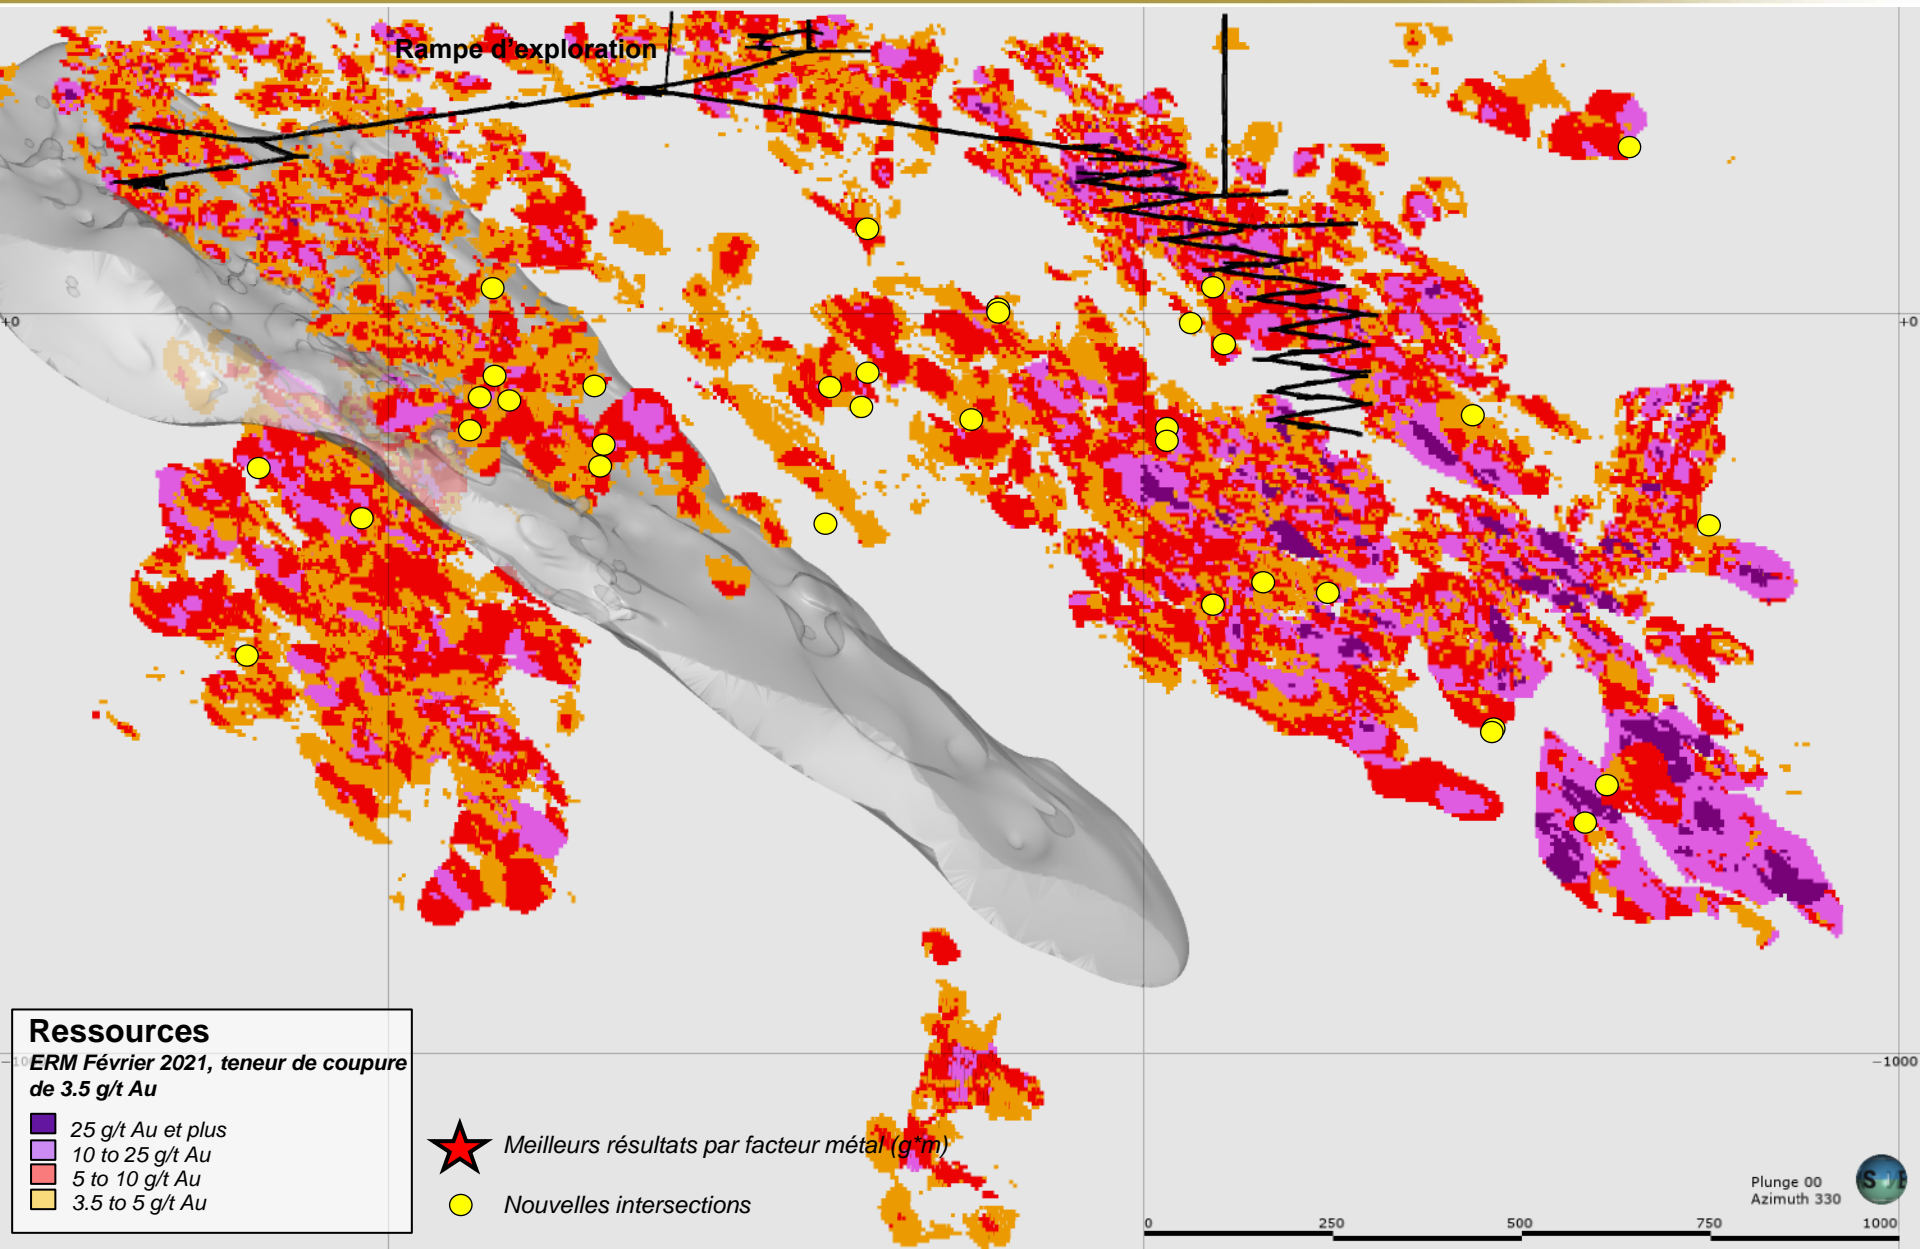 Rampe d'exploration
+0
+0
Ressources
ERM Février 2021, teneur de coupure
de 3.5 g/t Au
25 g/t Au et plus
10 to 25 g/t Au
5 to 10 g/t Au
3.5 to 5 g/t Au
-1000
Meilleurs résultats par facteur métal (g*m)
Nouvelles intersections
Plunge 00
Azimuth 330
0 250 500 750 1000